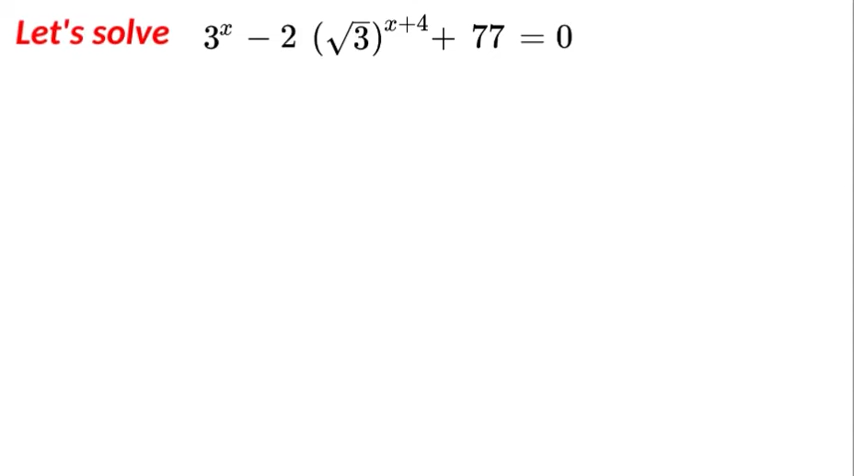 Let's solve 3^x − 2 (√3)^{x+4} + 77 = 0